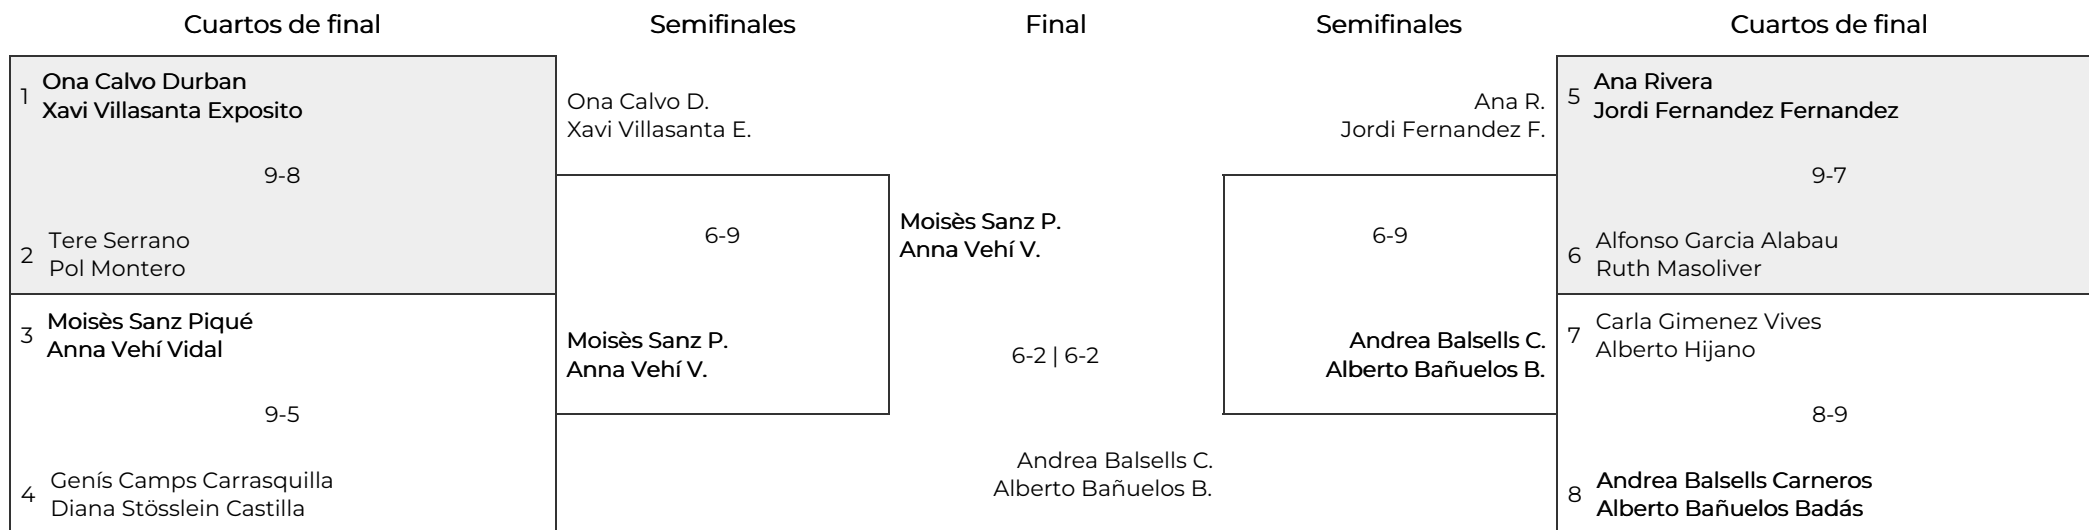 Cuartos de final
Semifinales
Final
Semifinales
Cuartos de final
1
Ona Calvo Durban
Xavi Villasanta Exposito
9-8
2
Tere Serrano
Pol Montero
3
Moisès Sanz Piqué
Anna Vehí Vidal
9-5
4
Genís Camps Carrasquilla
Diana Stösslein Castilla
Ona Calvo D.
Xavi Villasanta E.
6-9
Moisès Sanz P.
Anna Vehí V.
Moisès Sanz P.
Anna Vehí V.
6-2 | 6-2
Andrea Balsells C.
Alberto Bañuelos B.
Ana R.
Jordi Fernandez F.
6-9
Andrea Balsells C.
Alberto Bañuelos B.
5
Ana Rivera
Jordi Fernandez Fernandez
9-7
6
Alfonso Garcia Alabau
Ruth Masoliver
7
Carla Gimenez Vives
Alberto Hijano
8-9
8
Andrea Balsells Carneros
Alberto Bañuelos Badás